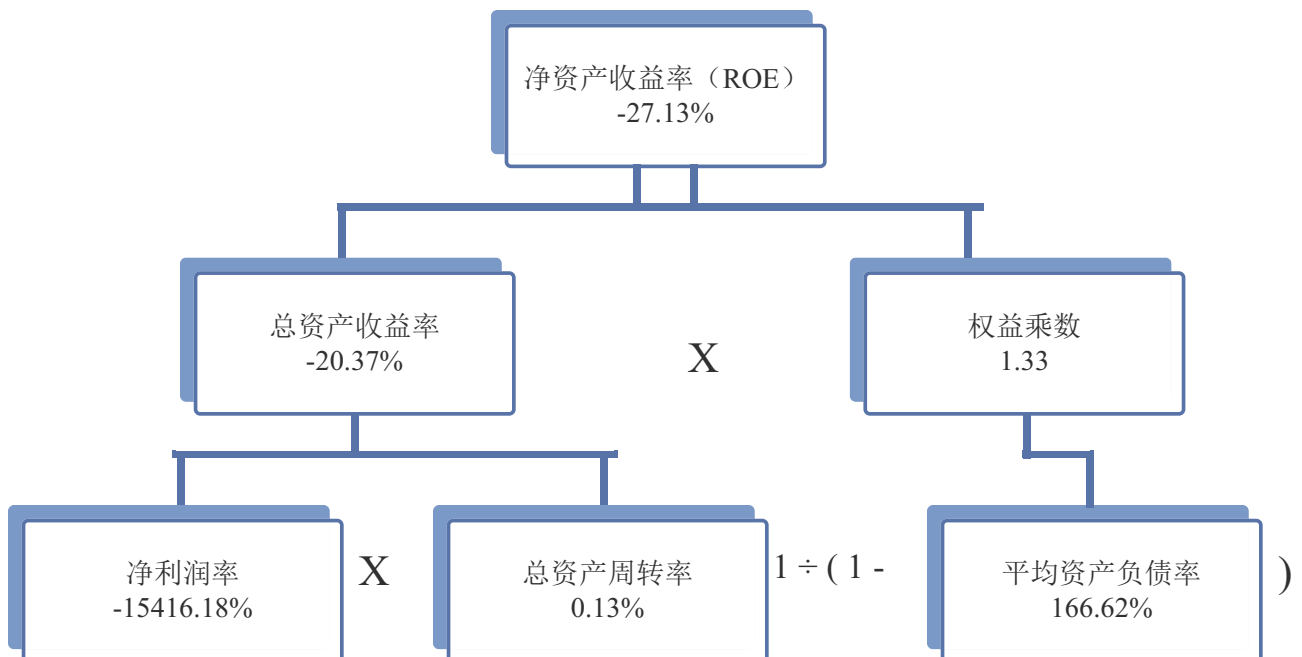 净资产收益率（ROE）
-27.13%
总资产收益率
-20.37%
X
权益乘数
1.33
净利润率
-15416.18%
X
总资产周转率
0.13%
1 ÷ ( 1 -
平均资产负债率
166.62%
)